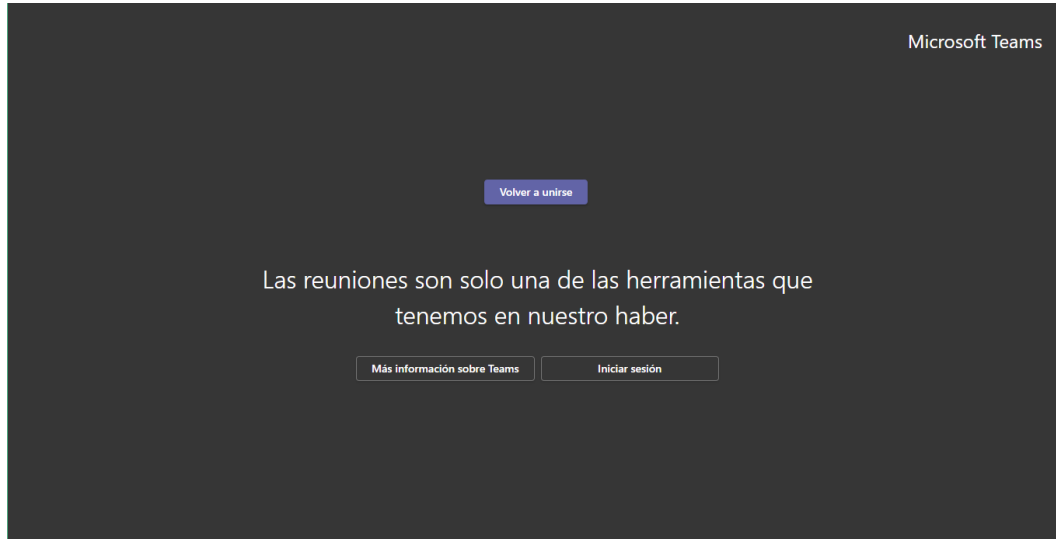 Microsoft Teams
Volver a unirse
Las reuniones son solo una de las herramientas que
tenemos en nuestro haber.
Más información sobre Teams
Iniciar sesión